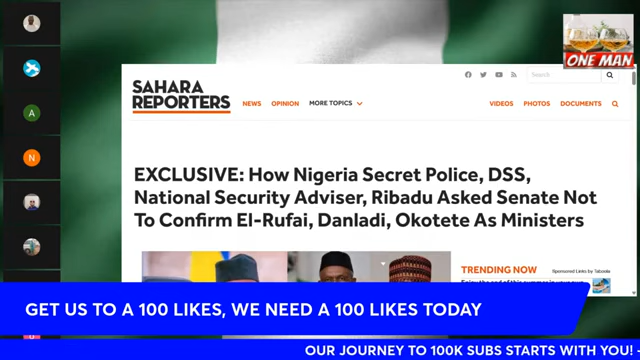 ONE MAN
SAHARA
REPORTERS
NEWS OPINION MORE TOPICS
Search
VIDEOS PHOTOS DOCUMENTS
EXCLUSIVE: How Nigeria Secret Police, DSS,
National Security Adviser, Ribadu Asked Senate Not
To Confirm El-Rufai, Danladi, Okotete As Ministers
TRENDING NOW
Sponsored Links by Taboola
A
N
GET US TO A 100 LIKES, WE NEED A 100 LIKES TODAY
OUR JOURNEY TO 100K SUBS STARTS WITH YOU! -